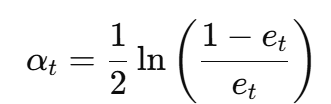 αₜ = 1/2 ln ( (1 − eₜ) / eₜ )